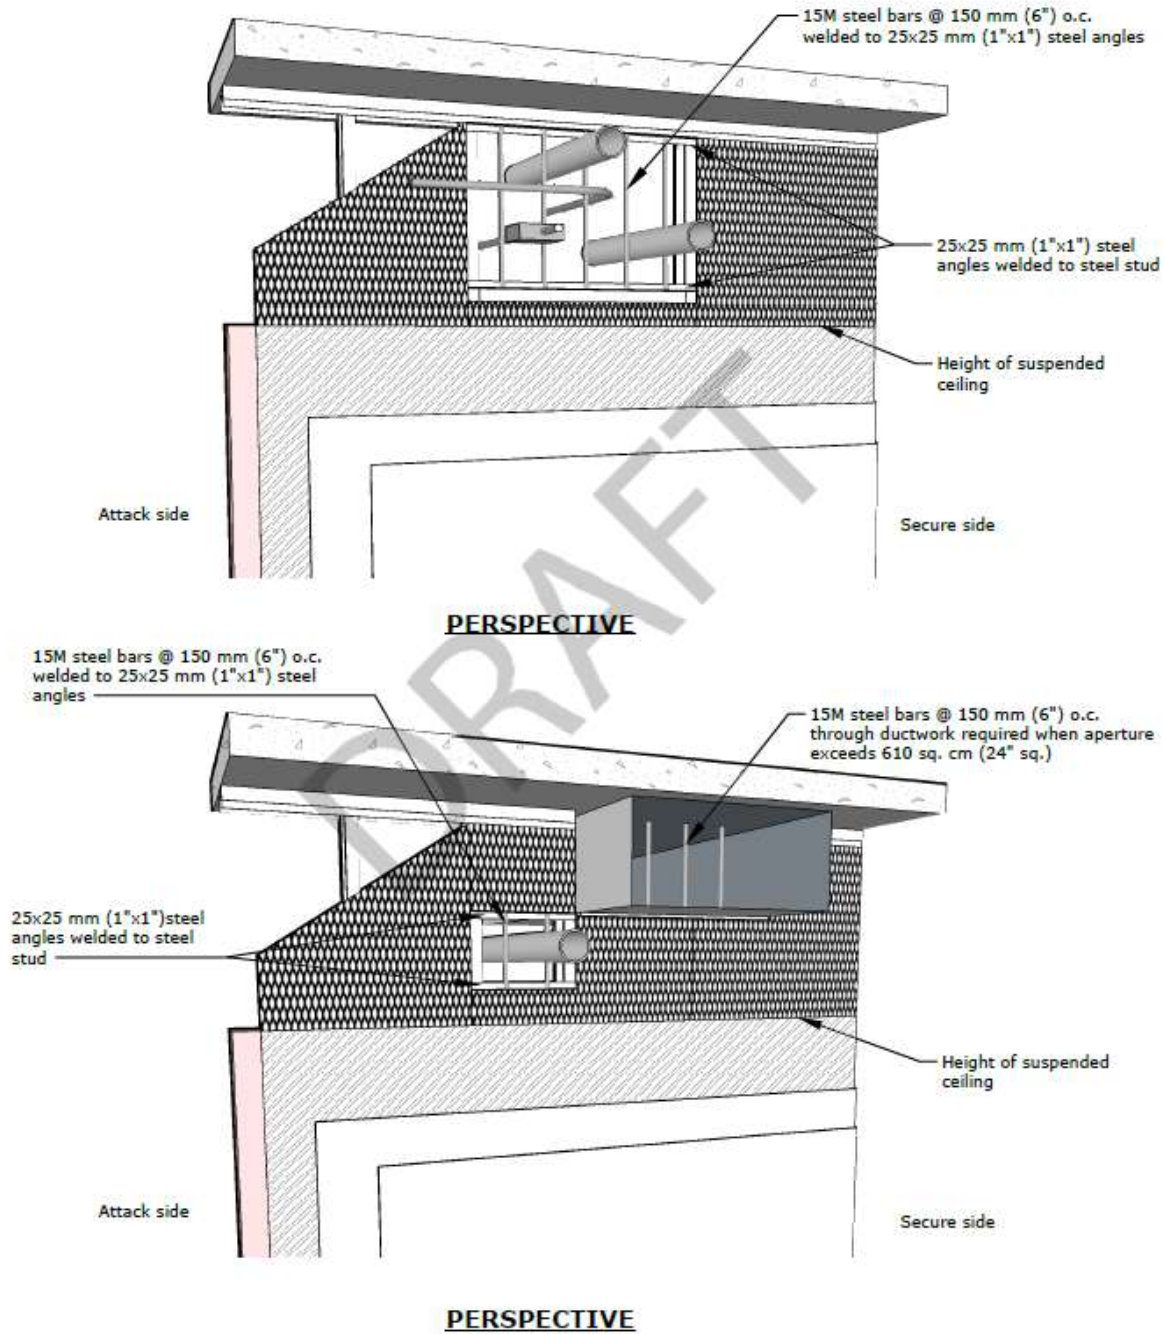 15M steel bars @ 150 mm (6") o.c.
welded to 25x25 mm (1"x1") steel angles
25x25 mm (1"x1") steel
angles welded to steel stud
Height of suspended
ceiling
Attack side
Secure side
DRAFT
PERSPECTIVE
15M steel bars @ 150 mm (6") o.c.
welded to 25x25 mm (1"x1") steel
angles
15M steel bars @ 150 mm (6") o.c.
through ductwork required when aperture
exceeds 610 sq. cm (24" sq.)
25x25 mm (1"x1")steel
angles welded to steel
stud
Height of suspended
ceiling
Attack side
Secure side
PERSPECTIVE